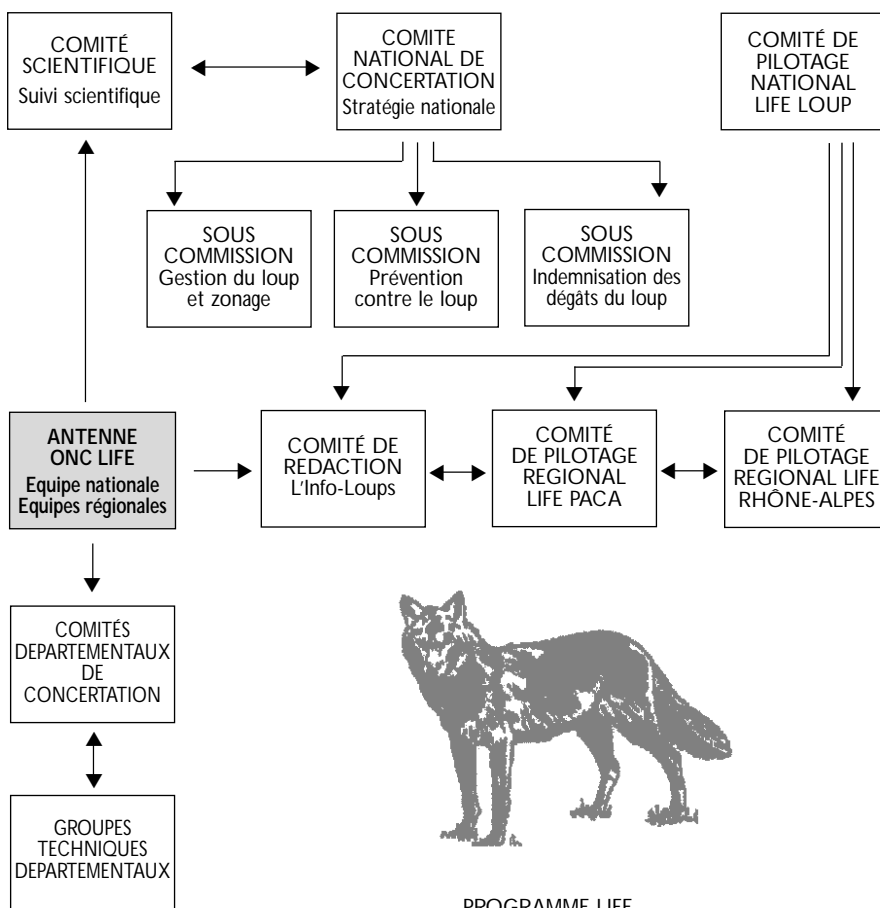 COMITÉ
SCIENTIFIQUE
Suivi scientifique
COMITE
NATIONAL DE
CONCERTATION
Stratégie nationale
COMITÉ DE
PILOTAGE
NATIONAL
LIFE LOUP
SOUS
COMMISSION
Gestion du loup
et zonage
SOUS
COMMISSION
Prévention
contre le loup
SOUS
COMMISSION
Indemnisation des
dégâts du loup
ANTENNE
ONC LIFE
Equipe nationale
Equipes régionales
COMITÉ DE
REDACTION
L'Info-Loups
COMITÉ
DE PILOTAGE
REGIONAL
LIFE PACA
COMITÉ
DE PILOTAGE
REGIONAL LIFE
RHÔNE-ALPES
COMITÉS
DEPARTEMENTAUX
DE
CONCERTATION
GROUPES
TECHNIQUES
DEPARTEMENTAUX
PROGRAMME LIFE